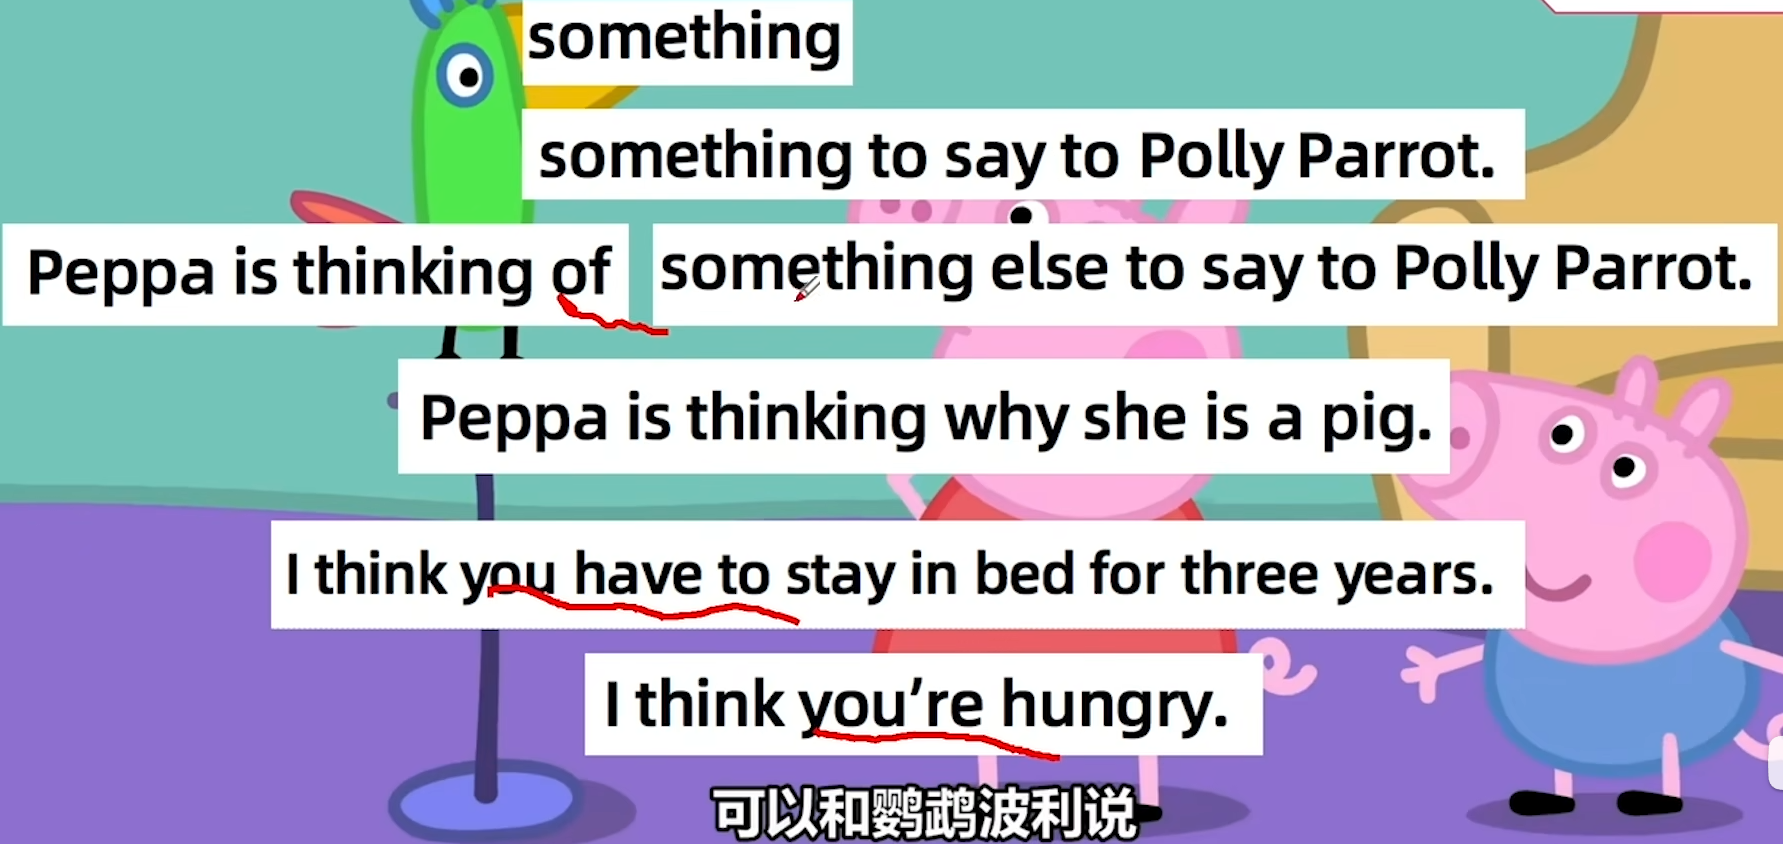 something
something to say to Polly Parrot.
Peppa is thinking of something else to say to Polly Parrot.
Peppa is thinking why she is a pig.
I think you have to stay in bed for three years.
I think you’re hungry.
可以和鹦鹉波利说